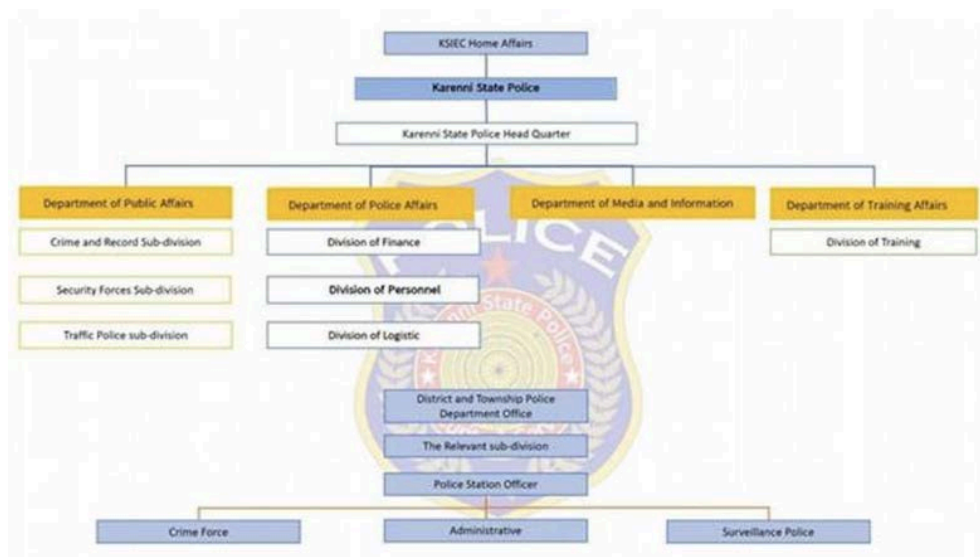 KSIEC Home Affairs
Karenni State Police
Karenni State Police Head Quarter
Department of Public Affairs
Department of Police Affairs
Department of Media and Information
Department of Training Affairs
Crime and Record Sub-division
Division of Finance
Division of Training
Security Forces Sub-division
Division of Personnel
Traffic Police sub-division
Division of Logistic
POLICE
Karenni State Police
District and Township Police
Department Office
The Relevant sub-division
Police Station Officer
Crime Force
Administrative
Surveillance Police